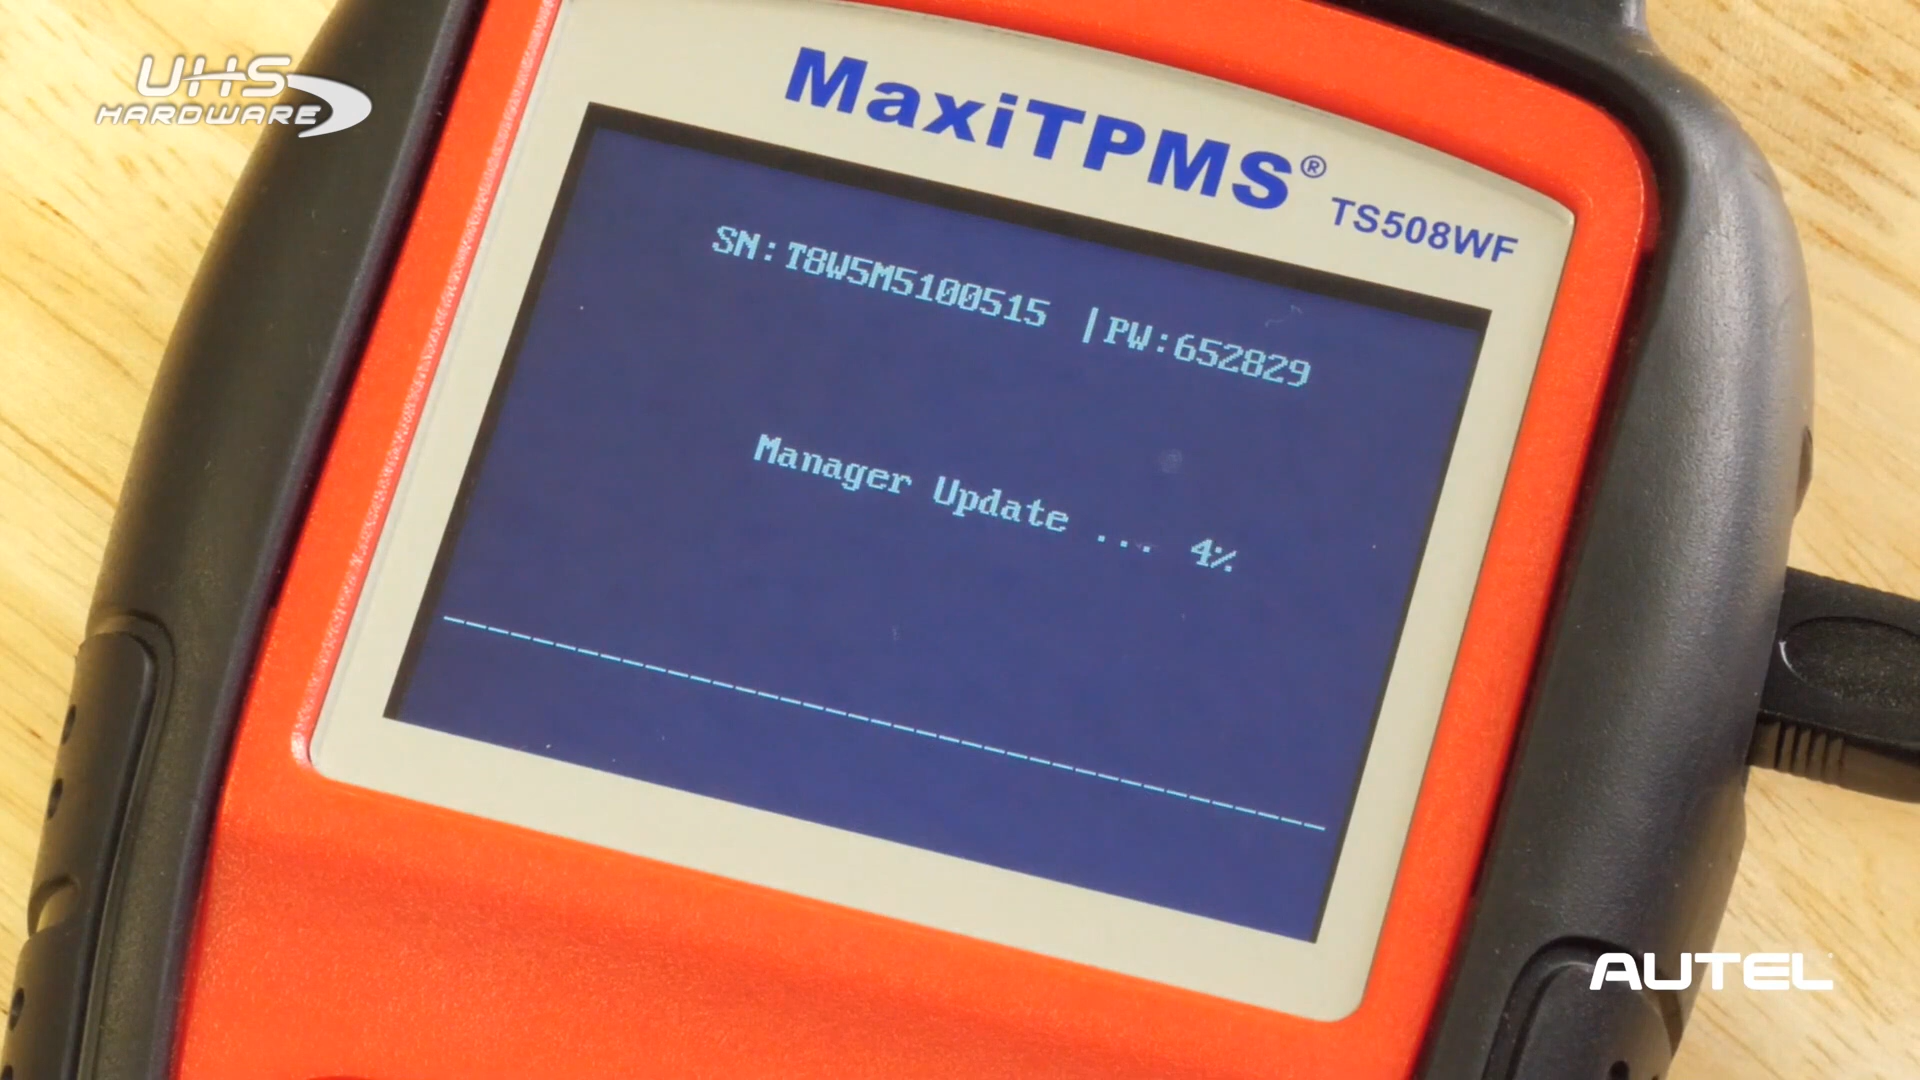 UHS
HARDWARE
MaxiTPMS®
TS508WF
SN:T8W5M5100515 |PW:652829
Manager Update ... 4%
AUTEL